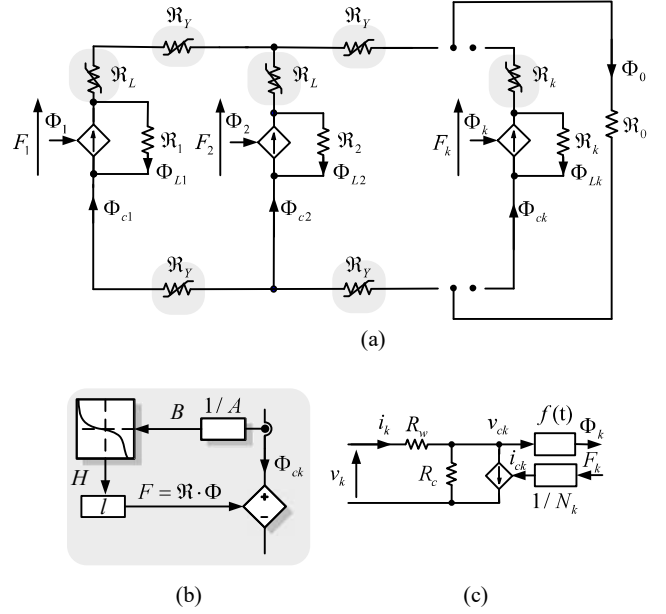 ℜ_Y ℜ_Y
ℜ_L ℜ_L ℜ_k Φ_0
F_1 Φ_1 ℜ_1 F_2 Φ_2 ℜ_2 F_k Φ_k ℜ_k ℜ_0
Φ_L1 Φ_L2 Φ_Lk
Φ_c1 Φ_c2 Φ_ck
ℜ_Y ℜ_Y
(a)
B 1/A
H Φ_ck
l F = ℜ·Φ
+
-
(b)
i_k R_w v_ck f(t) Φ_k
v_k R_c i_ck F_k
1/N_k
(c)